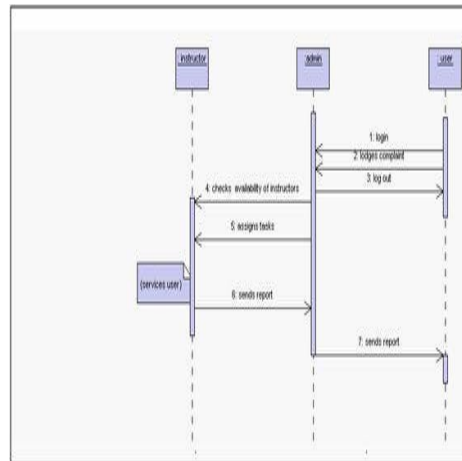 :instructor
:admin
: user
1: login
2: lodges complaint
3: log out
4: checks availability of instructors
5: assigns tasks
(services user)
6: sends report
7: sends report